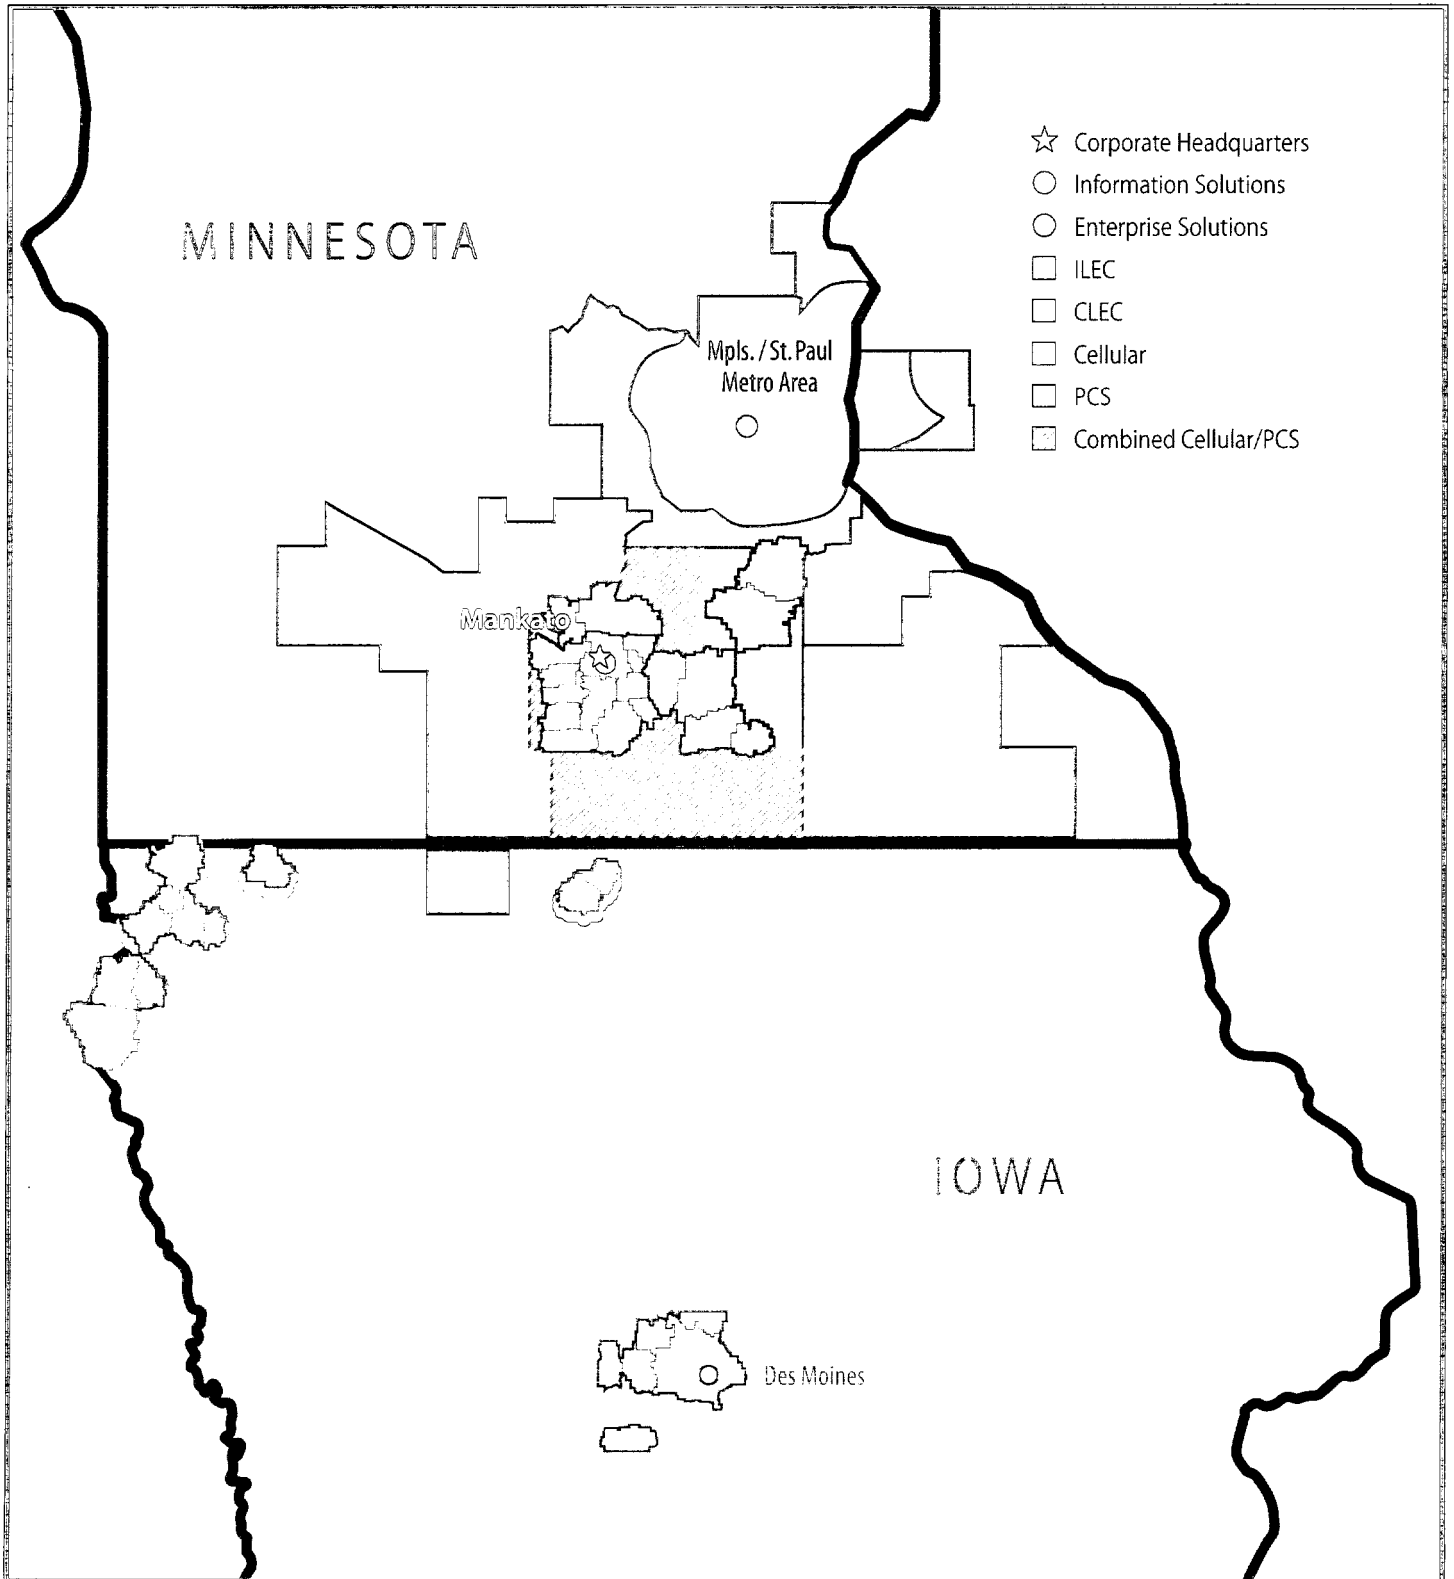 MINNESOTA
Corporate Headquarters
Information Solutions
Enterprise Solutions
ILEC
CLEC
Cellular
PCS
Combined Cellular/PCS
Mpls. / St. Paul
Metro Area
Mankato
IOWA
Des Moines